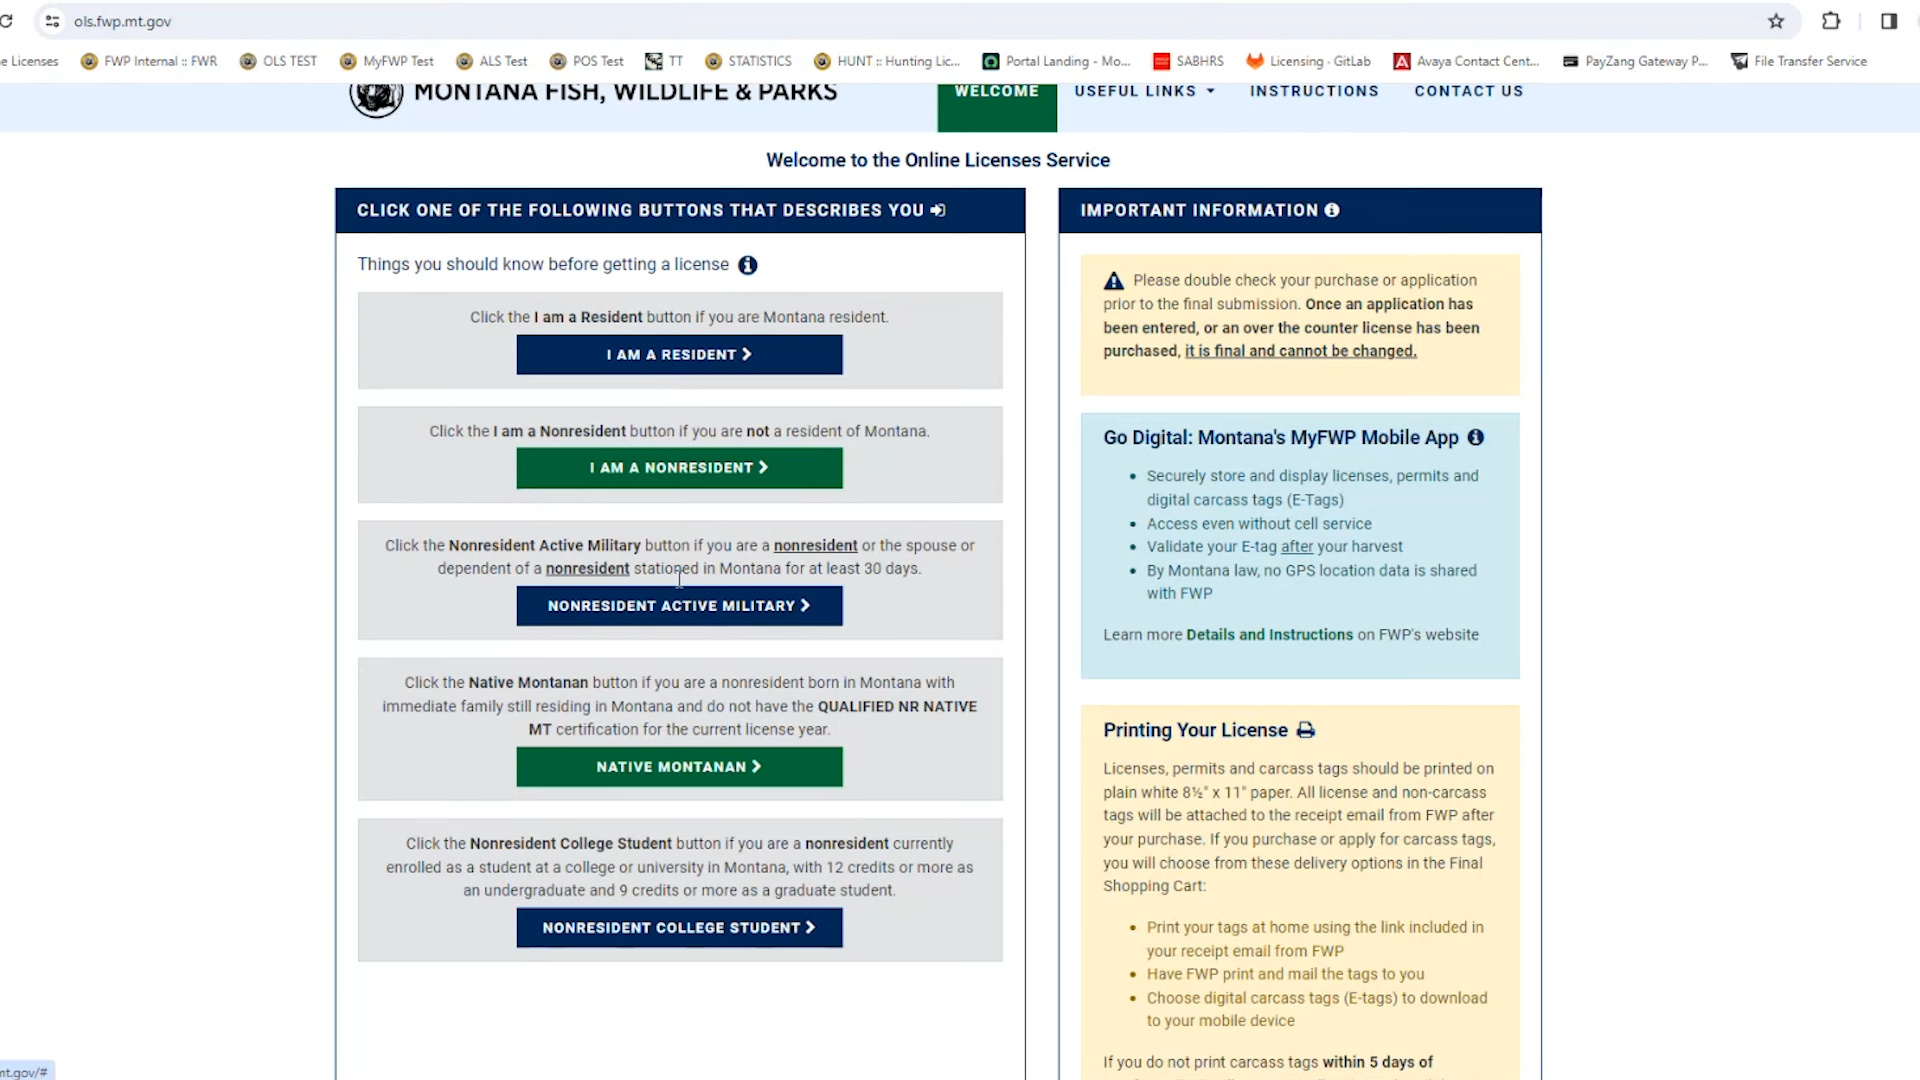 ols.fwp.mt.gov
e Licenses
FWP Internal :: FWR
OLS TEST
MyFWP Test
ALS Test
POS Test
TT
STATISTICS
HUNT :: Hunting Lic...
Portal Landing - Mo...
SABHRS
Licensing · GitLab
Avaya Contact Cent...
PayZang Gateway P...
File Transfer Service
MONTANA FISH, WILDLIFE & PARKS
WELCOME
USEFUL LINKS
INSTRUCTIONS
CONTACT US
Welcome to the Online Licenses Service
CLICK ONE OF THE FOLLOWING BUTTONS THAT DESCRIBES YOU
Things you should know before getting a license
Click the I am a Resident button if you are Montana resident.
I AM A RESIDENT
Click the I am a Nonresident button if you are not a resident of Montana.
I AM A NONRESIDENT
Click the Nonresident Active Military button if you are a nonresident or the spouse or
dependent of a nonresident stationed in Montana for at least 30 days.
NONRESIDENT ACTIVE MILITARY
Click the Native Montanan button if you are a nonresident born in Montana with
immediate family still residing in Montana and do not have the QUALIFIED NR NATIVE
MT certification for the current license year.
NATIVE MONTANAN
Click the Nonresident College Student button if you are a nonresident currently
enrolled as a student at a college or university in Montana, with 12 credits or more as
an undergraduate and 9 credits or more as a graduate student.
NONRESIDENT COLLEGE STUDENT
IMPORTANT INFORMATION
Please double check your purchase or application
prior to the final submission. Once an application has
been entered, or an over the counter license has been
purchased, it is final and cannot be changed.
Go Digital: Montana's MyFWP Mobile App
• Securely store and display licenses, permits and
digital carcass tags (E-Tags)
• Access even without cell service
• Validate your E-tag after your harvest
• By Montana law, no GPS location data is shared
with FWP
Learn more Details and Instructions on FWP's website
Printing Your License
Licenses, permits and carcass tags should be printed on
plain white 8½" x 11" paper. All license and non-carcass
tags will be attached to the receipt email from FWP after
your purchase. If you purchase or apply for carcass tags,
you will choose from these delivery options in the Final
Shopping Cart:
• Print your tags at home using the link included in
your receipt email from FWP
• Have FWP print and mail the tags to you
• Choose digital carcass tags (E-tags) to download
to your mobile device
If you do not print carcass tags within 5 days of
mt.gov/#